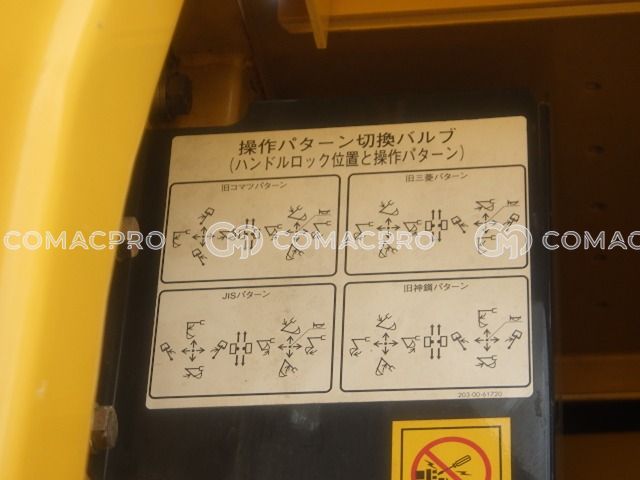 操作パターン切換バルブ
(ハンドルロック位置と操作パターン)
旧コマツパターン
旧三菱パターン
COMACPRO COMACPRO COMACPRO
JISパターン
旧神鋼パターン
203-00-61720